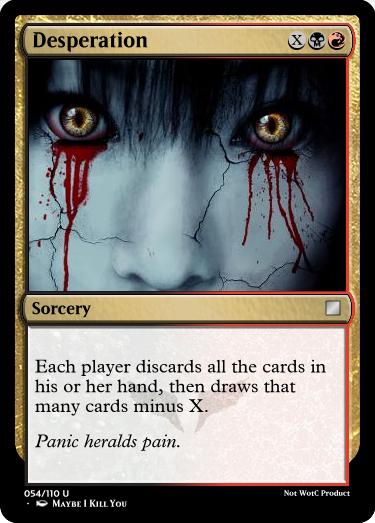 Desperation X
Sorcery
Each player discards all the cards in
his or her hand, then draws that
many cards minus X.
Panic heralds pain.
054/110 U
Not WotC Product
· Maybe I Kill You